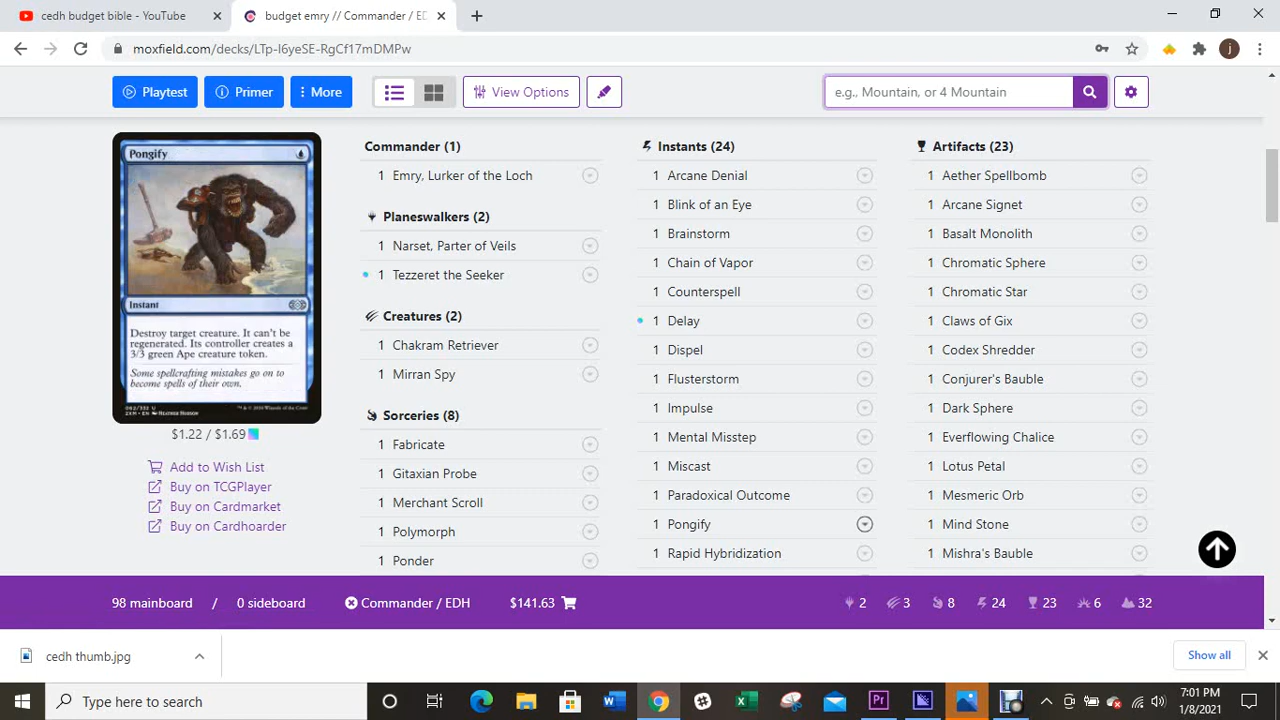 cedh budget bible - YouTube
budget emry // Commander / ED
moxfield.com/decks/LTp-I6yeSE-RgCf17mDMPw
j
Playtest
Primer
More
View Options
e.g., Mountain, or 4 Mountain
Pongify
Instant
Destroy target creature. It can't be
regenerated. Its controller creates a
3/3 green Ape creature token.
Some spellcrafting mistakes go on to
become spells of their own.
$1.22 / $1.69
Add to Wish List
Buy on TCGPlayer
Buy on Cardmarket
Buy on Cardhoarder
Commander (1)
1 Emry, Lurker of the Loch
Planeswalkers (2)
1 Narset, Parter of Veils
1 Tezzeret the Seeker
Creatures (2)
1 Chakram Retriever
1 Mirran Spy
Sorceries (8)
1 Fabricate
1 Gitaxian Probe
1 Merchant Scroll
1 Polymorph
1 Ponder
Instants (24)
1 Arcane Denial
1 Blink of an Eye
1 Brainstorm
1 Chain of Vapor
1 Counterspell
1 Delay
1 Dispel
1 Flusterstorm
1 Impulse
1 Mental Misstep
1 Miscast
1 Paradoxical Outcome
1 Pongify
1 Rapid Hybridization
Artifacts (23)
1 Aether Spellbomb
1 Arcane Signet
1 Basalt Monolith
1 Chromatic Sphere
1 Chromatic Star
1 Claws of Gix
1 Codex Shredder
1 Conjurer's Bauble
1 Dark Sphere
1 Everflowing Chalice
1 Lotus Petal
1 Mesmeric Orb
1 Mind Stone
1 Mishra's Bauble
98 mainboard / 0 sideboard Commander / EDH $141.63 2 3 8 24 23 6 32
cedh thumb.jpg
Show all
Type here to search
7:01 PM
1/8/2021